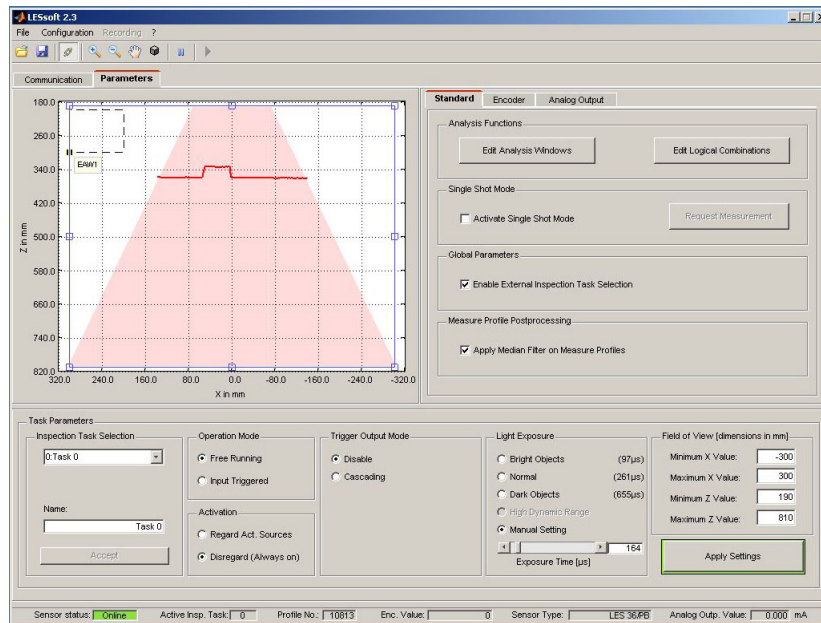 LESsoft 2.3
File Configuration Recording ?
Communication Parameters
180.0
260.0
340.0
420.0
500.0
580.0
660.0
740.0
820.0
Z in mm
EAW1
320.0 240.0 160.0 80.0 0.0 -80.0 -160.0 -240.0 -320.0
X in mm
Standard Encoder Analog Output
Analysis Functions
Edit Analysis Windows Edit Logical Combinations
Single Shot Mode
Activate Single Shot Mode Request Measurement
Global Parameters
Enable External Inspection Task Selection
Measure Profile Postprocessing
Apply Median Filter on Measure Profiles
Task Parameters
Inspection Task Selection
0:Task 0
Name:
Task 0
Accept
Operation Mode
Free Running
Input Triggered
Activation
Regard Act. Sources
Disregard (Always on)
Trigger Output Mode
Disable
Cascading
Light Exposure
Bright Objects (97µs)
Normal (261µs)
Dark Objects (655µs)
High Dynamic Range
Manual Setting
164
Exposure Time [µs]
Field of View [dimensions in mm]
Minimum X Value: -300
Maximum X Value: 300
Minimum Z Value: 190
Maximum Z Value: 810
Apply Settings
Sensor status: Online Active Insp. Task: 0 Profile No.: 10813 Enc. Value: 0 Sensor Type: LES 36/PB Analog Outp. Value: 0.000 mA